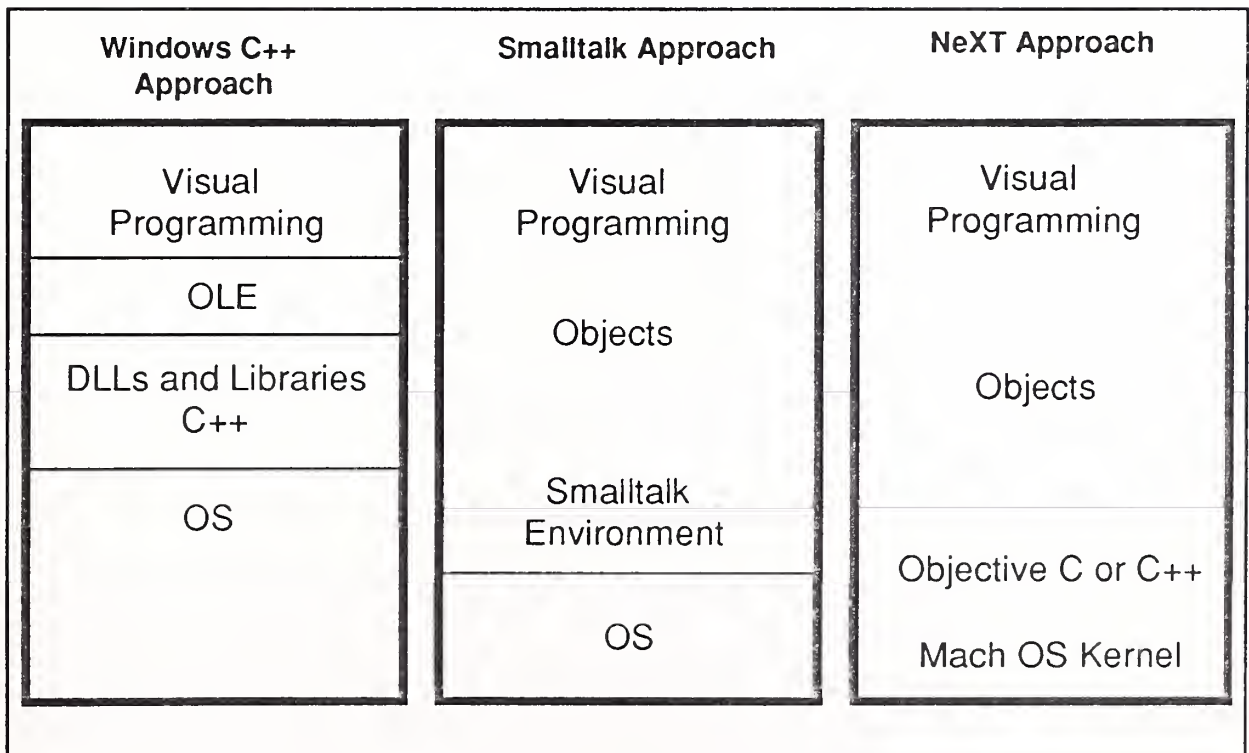 Windows C++
Approach
Visual
Programming
OLE
DLLs and Libraries
C++
OS
Smalltalk Approach
Visual
Programming
Objects
Smalltalk
Environment
OS
NeXT Approach
Visual
Programming
Objects
Objective C or C++
Mach OS Kernel